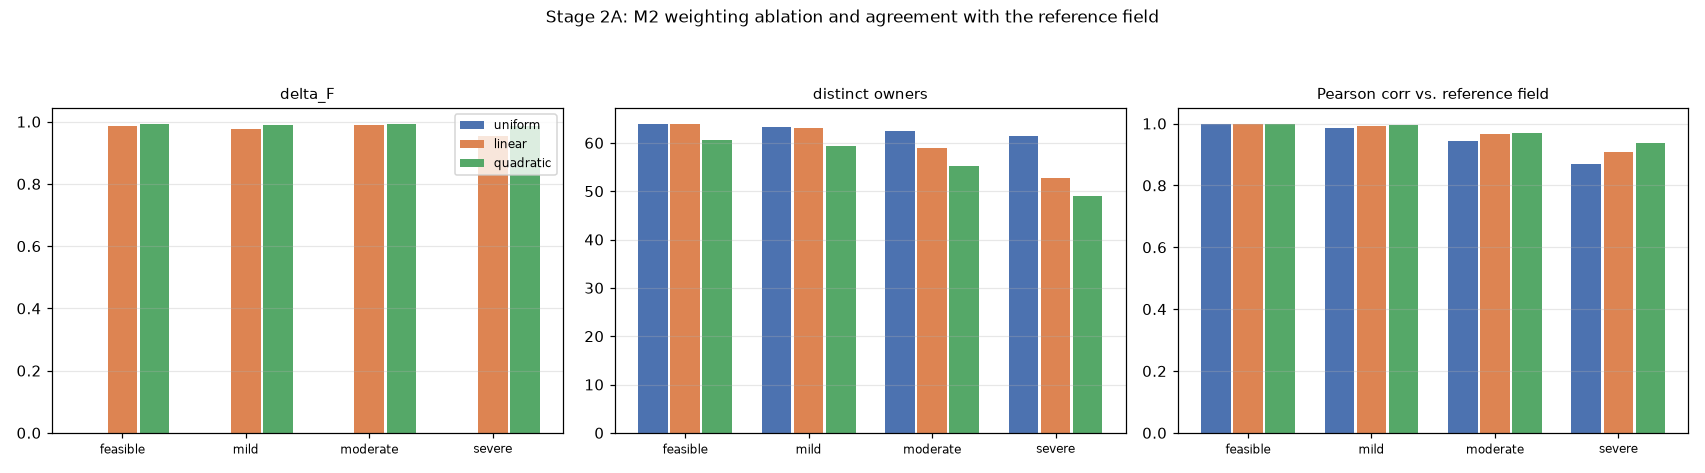 Stage 2A: M2 weighting ablation and agreement with the reference field
delta_F
1.0
0.8
0.6
0.4
0.2
0.0
feasible
mild
moderate
severe
uniform
linear
quadratic
distinct owners
60
50
40
30
20
10
0
feasible
mild
moderate
severe
Pearson corr vs. reference field
1.0
0.8
0.6
0.4
0.2
0.0
feasible
mild
moderate
severe